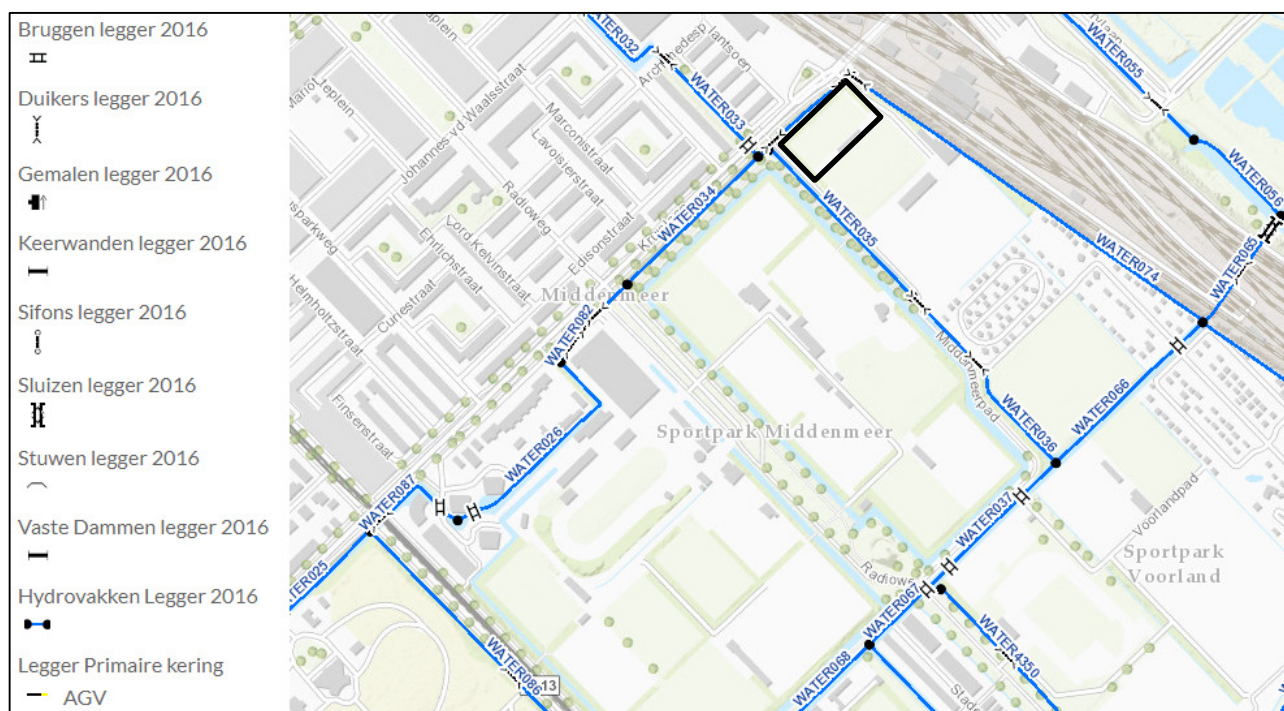 Bruggen legger 2016
Duikers legger 2016
Gemalen legger 2016
Keerwanden legger 2016
Sifons legger 2016
Sluizen legger 2016
Stuwen legger 2016
Vaste Dammen legger 2016
Hydrovakken Legger 2016
Legger Primaire kering
AGV
WATER032
Archimedesplantsoen
WATER033
Mariotteplein
Johannes-vd Waalsstraat
Marconistraat
Lavoisierstraat
Radioweg
Edisonstraat
Lord Kelvinstraat
Ehrlichstraat
Curiestraat
Helmholtzstraat
Finsenstraat
WATER034
WATER035
WATER055
WATER056
WATER065
WATER074
Middenmeer
WATER082
WATER026
WATER087
WATER025
WATER086
Sportpark Middenmeer
Middenmeerpad
WATER036
WATER066
WATER037
Voorlandpad
Sportpark
Voorland
Radiowe
WATER067
WATER068
WATER4350
13